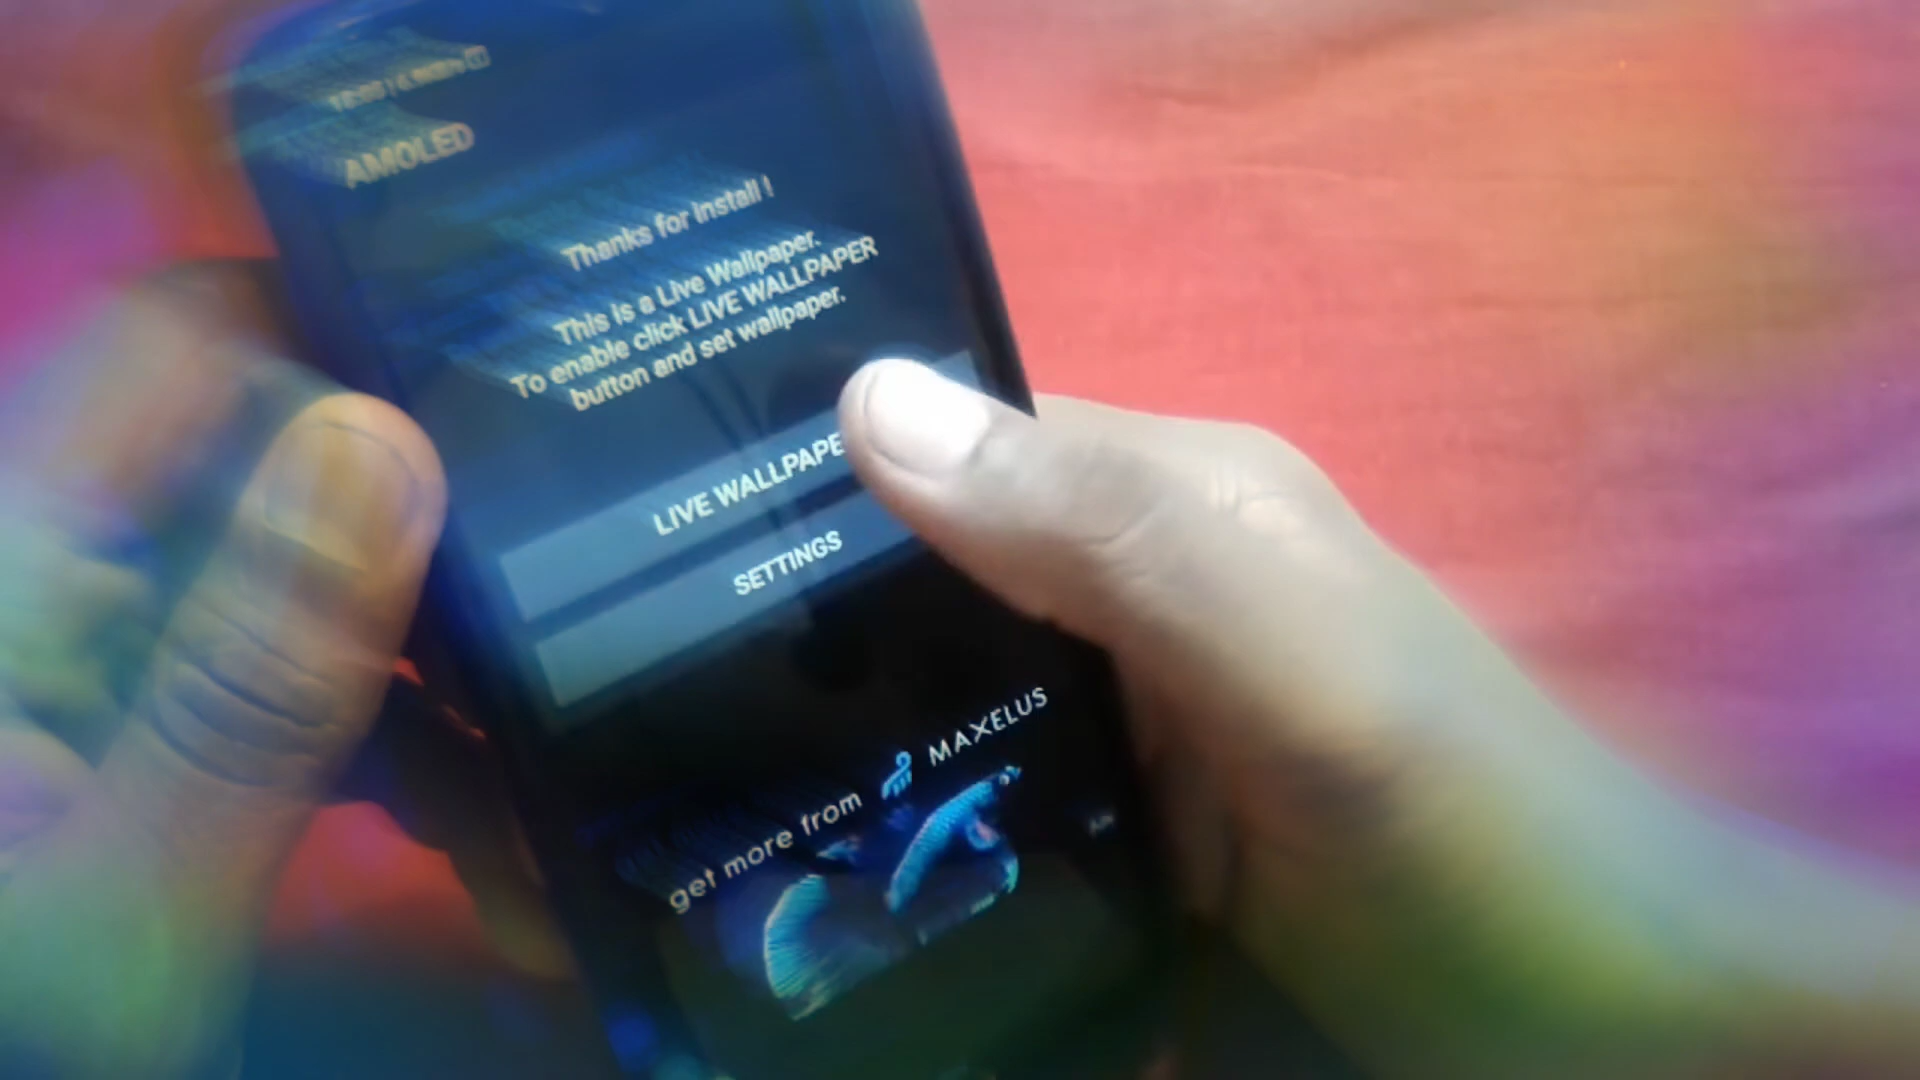 AMOLED
Thanks for install !
This is a Live Wallpaper.
To enable click LIVE WALLPAPER
button and set wallpaper.
LIVE WALLPAPE
SETTINGS
get more from MAXELUS